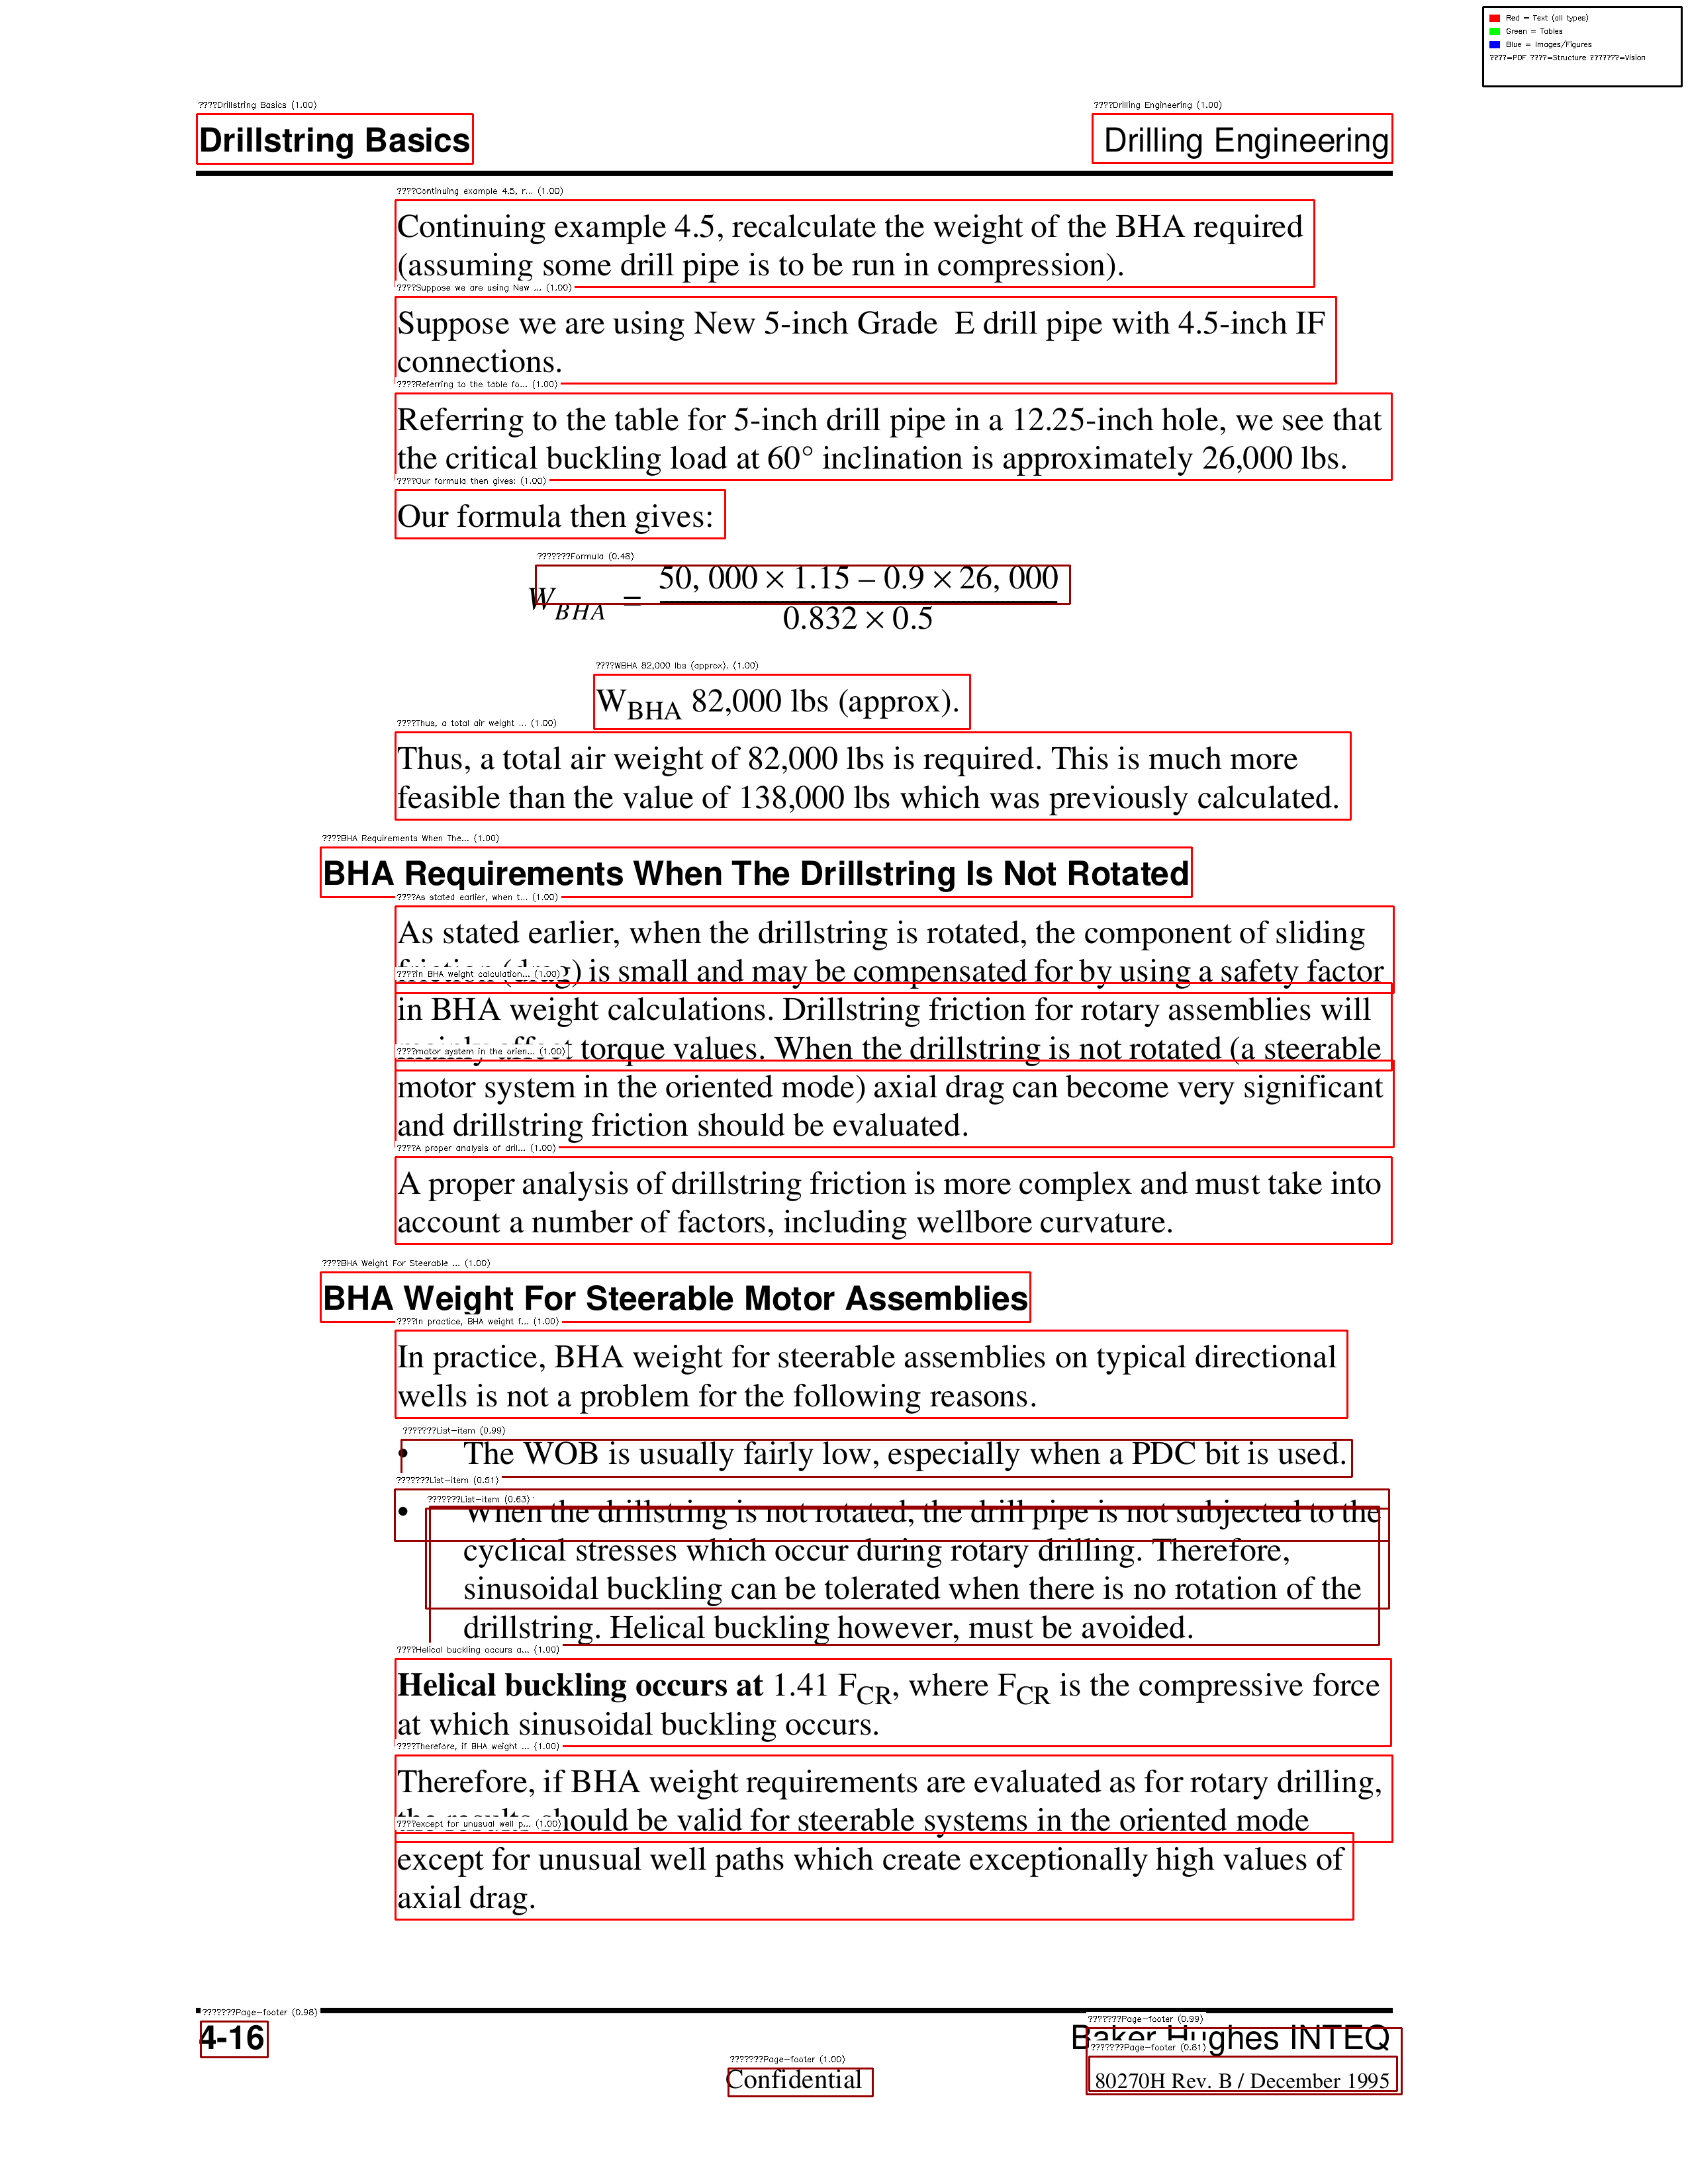 Red = Text (all types)
Green = Tables
Blue = Images/Figures
????=PDF ????=Structure ???????=Vision
????Drillstring Basics (1.00)
????Drilling Engineering (1.00)
Drillstring Basics
Drilling Engineering
????Continuing example 4.5, r... (1.00)
Continuing example 4.5, recalculate the weight of the BHA required
(assuming some drill pipe is to be run in compression).
????Suppose we are using New ... (1.00)
Suppose we are using New 5-inch Grade E drill pipe with 4.5-inch IF
connections.
????Referring to the table fo... (1.00)
Referring to the table for 5-inch drill pipe in a 12.25-inch hole, we see that
the critical buckling load at 60° inclination is approximately 26,000 lbs.
????Our formula then gives: (1.00)
Our formula then gives:
???????Formula (0.48)
50, 000 × 1.15 – 0.9 × 26, 000
W BHA =
0.832 × 0.5
????WBHA 82,000 lbs (approx). (1.00)
WBHA 82,000 lbs (approx).
????Thus, a total air weight ... (1.00)
Thus, a total air weight of 82,000 lbs is required. This is much more
feasible than the value of 138,000 lbs which was previously calculated.
????BHA Requirements When The... (1.00)
BHA Requirements When The Drillstring Is Not Rotated
????As stated earlier, when t... (1.00)
As stated earlier, when the drillstring is rotated, the component of sliding
friction (drag) is small and may be compensated for by using a safety factor
????in BHA weight calculation... (1.00)
in BHA weight calculations. Drillstring friction for rotary assemblies will
mainly affect torque values. When the drillstring is not rotated (a steerable
????motor system in the orien... (1.00)
motor system in the oriented mode) axial drag can become very significant
and drillstring friction should be evaluated.
????A proper analysis of dril... (1.00)
A proper analysis of drillstring friction is more complex and must take into
account a number of factors, including wellbore curvature.
????BHA Weight For Steerable ... (1.00)
BHA Weight For Steerable Motor Assemblies
????In practice, BHA weight f... (1.00)
In practice, BHA weight for steerable assemblies on typical directional
wells is not a problem for the following reasons.
???????List-item (0.99)
• The WOB is usually fairly low, especially when a PDC bit is used.
???????List-item (0.51)
???????List-item (0.63)
• When the drillstring is not rotated, the drill pipe is not subjected to the
cyclical stresses which occur during rotary drilling. Therefore,
sinusoidal buckling can be tolerated when there is no rotation of the
drillstring. Helical buckling however, must be avoided.
????Helical buckling occurs a... (1.00)
Helical buckling occurs at 1.41 FCR, where FCR is the compressive force
at which sinusoidal buckling occurs.
????Therefore, if BHA weight ... (1.00)
Therefore, if BHA weight requirements are evaluated as for rotary drilling,
the results should be valid for steerable systems in the oriented mode
????except for unusual well p... (1.00)
except for unusual well paths which create exceptionally high values of
axial drag.
???????Page-footer (0.98)
???????Page-footer (0.99)
4-16
Baker Hughes INTEQ
???????Page-footer (0.81)
???????Page-footer (1.00)
Confidential
80270H Rev. B / December 1995